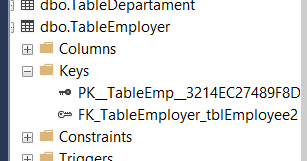 dbo.TableDepartament
dbo.TableEmployer
Columns
Keys
PK__TableEmp__3214EC27489F8D
FK_TableEmployer_tblEmployee2
Constraints
Triggers